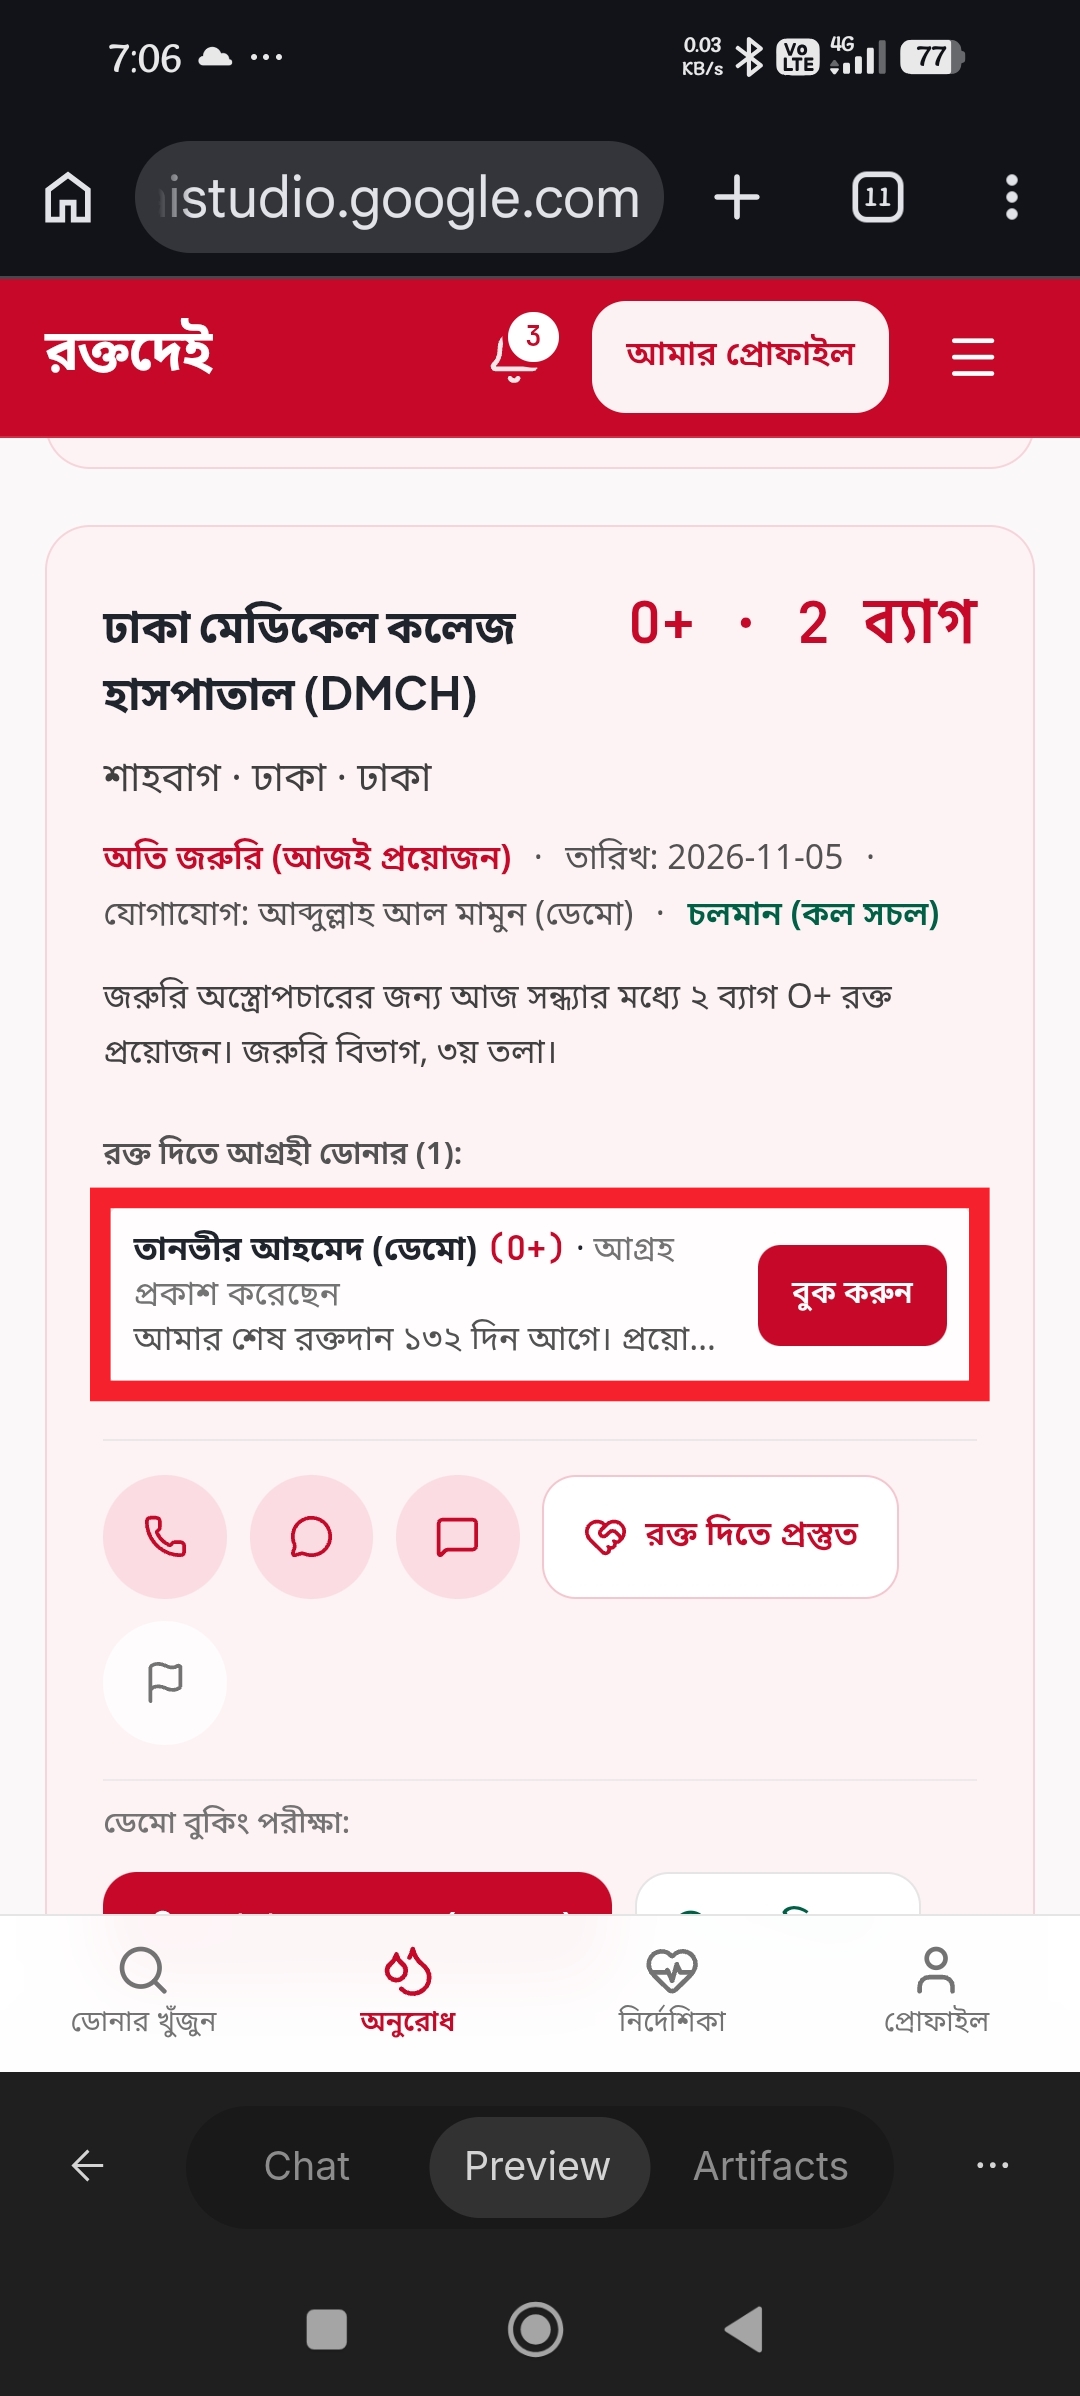 7:06
0.03 KB/s
Vo LTE
4G
77
istudio.google.com
11
রক্তদেই
3
আমার প্রোফাইল
ঢাকা মেডিকেল কলেজ
হাসপাতাল (DMCH)
O+ · 2 ব্যাগ
শাহবাগ · ঢাকা · ঢাকা
অতি জরুরি (আজই প্রয়োজন) · তারিখ: 2026-11-05 ·
যোগাযোগ: আব্দুল্লাহ আল মামুন (ডেমো) · চলমান (কল সচল)
জরুরি অস্ত্রোপচারের জন্য আজ সন্ধ্যার মধ্যে ২ ব্যাগ O+ রক্ত
প্রয়োজন। জরুরি বিভাগ, ৩য় তলা।
রক্ত দিতে আগ্রহী ডোনার (1):
তানভীর আহমেদ (ডেমো) (O+) · আগ্রহ
প্রকাশ করেছেন
আমার শেষ রক্তদান ১৩২ দিন আগে। প্রয়ো...
বুক করুন
রক্ত দিতে প্রস্তুত
ডেমো বুকিং পরীক্ষা:
ডোনার খুঁজুন
অনুরোধ
নির্দেশিকা
প্রোফাইল
Chat
Preview
Artifacts